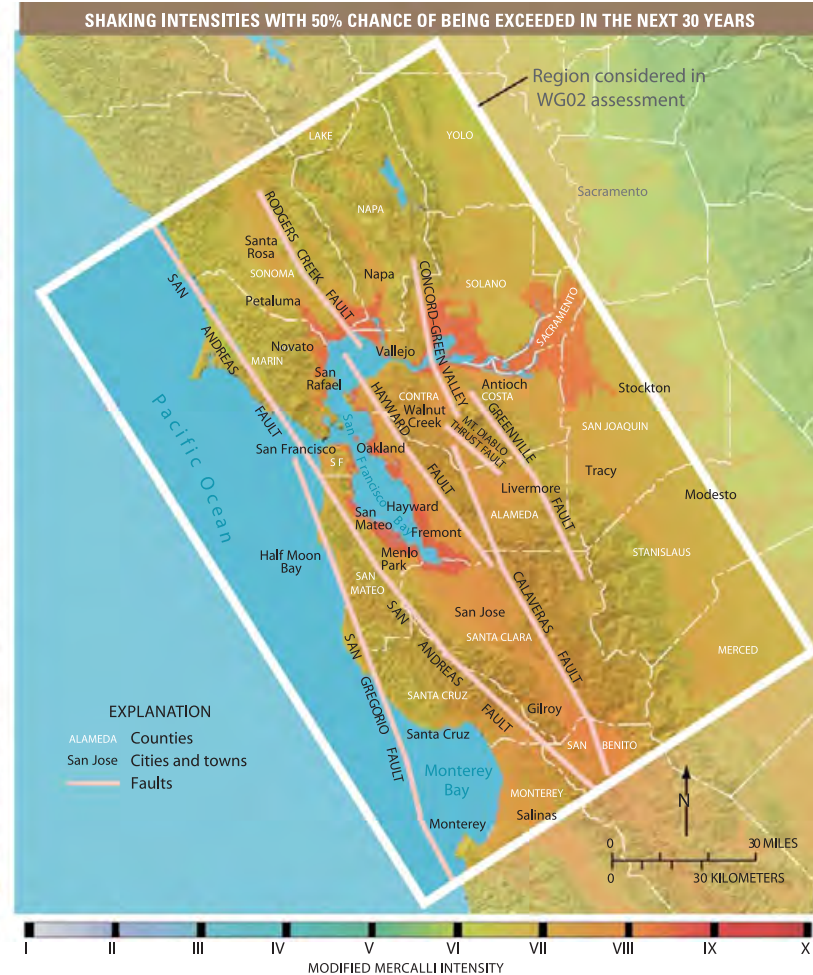 SHAKING INTENSITIES WITH 50% CHANCE OF BEING EXCEEDED IN THE NEXT 30 YEARS
Region considered in
WG02 assessment
LAKE
YOLO
Sacramento
NAPA
RODGERS CREEK FAULT
Santa
Rosa
SONOMA
Napa
CONCORD–GREEN VALLEY
SOLANO
SACRAMENTO
SAN ANDREAS FAULT
Petaluma
Novato
MARIN
Vallejo
San
Rafael
HAYWARD FAULT
CONTRA
COSTA
Antioch
Stockton
Walnut
Creek
MT. DIABLO
THRUST FAULT
GREENVILLE FAULT
SAN JOAQUIN
San Francisco
S F
Oakland
San Francisco Bay
Tracy
Livermore
Modesto
Pacific Ocean
San
Mateo
Hayward
ALAMEDA
Fremont
Half Moon
Bay
Menlo
Park
STANISLAUS
SAN
MATEO
CALAVERAS FAULT
San Jose
SANTA CLARA
SAN ANDREAS FAULT
MERCED
SAN GREGORIO FAULT
SANTA CRUZ
Gilroy
Santa Cruz
SAN BENITO
Monterey
Bay
MONTEREY
Salinas
Monterey
EXPLANATION
ALAMEDA Counties
San Jose Cities and towns
Faults
N
0 30 MILES
0 30 KILOMETERS
I II III IV V VI VII VIII IX X
MODIFIED MERCALLI INTENSITY